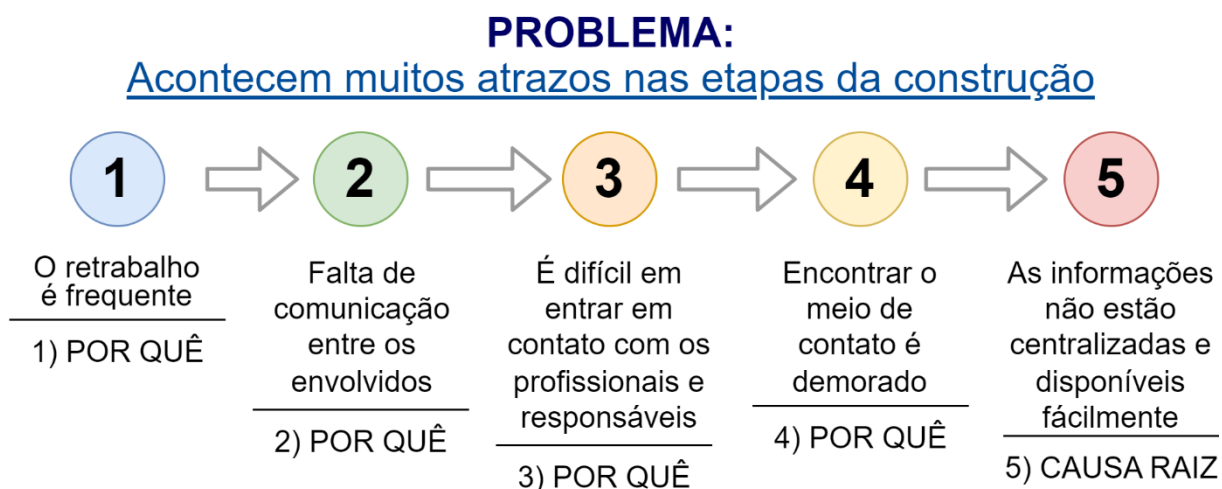 PROBLEMA:
Acontecem muitos atrazos nas etapas da construção
1
2
3
4
5
O retrabalho
é frequente
1) POR QUÊ
Falta de
comunicação
entre os
envolvidos
2) POR QUÊ
É difícil em
entrar em
contato com os
profissionais e
responsáveis
3) POR QUÊ
Encontrar o
meio de
contato é
demorado
4) POR QUÊ
As informações
não estão
centralizadas e
disponíveis
fácilmente
5) CAUSA RAIZ